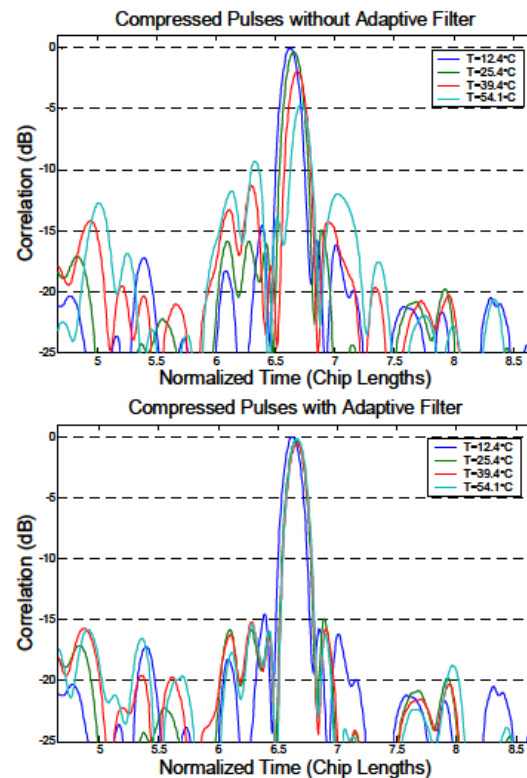 Compressed Pulses without Adaptive Filter
T=12.4°C
T=25.4°C
T=39.4°C
T=54.1°C
0
-5
-10
-15
-20
-25
Correlation (dB)
5 5.5 6 6.5 7 7.5 8 8.5
Normalized Time (Chip Lengths)
Compressed Pulses with Adaptive Filter
T=12.4°C
T=25.4°C
T=39.4°C
T=54.1°C
0
-5
-10
-15
-20
-25
Correlation (dB)
5 5.5 6 6.5 7 7.5 8 8.5
Normalized Time (Chip Lengths)